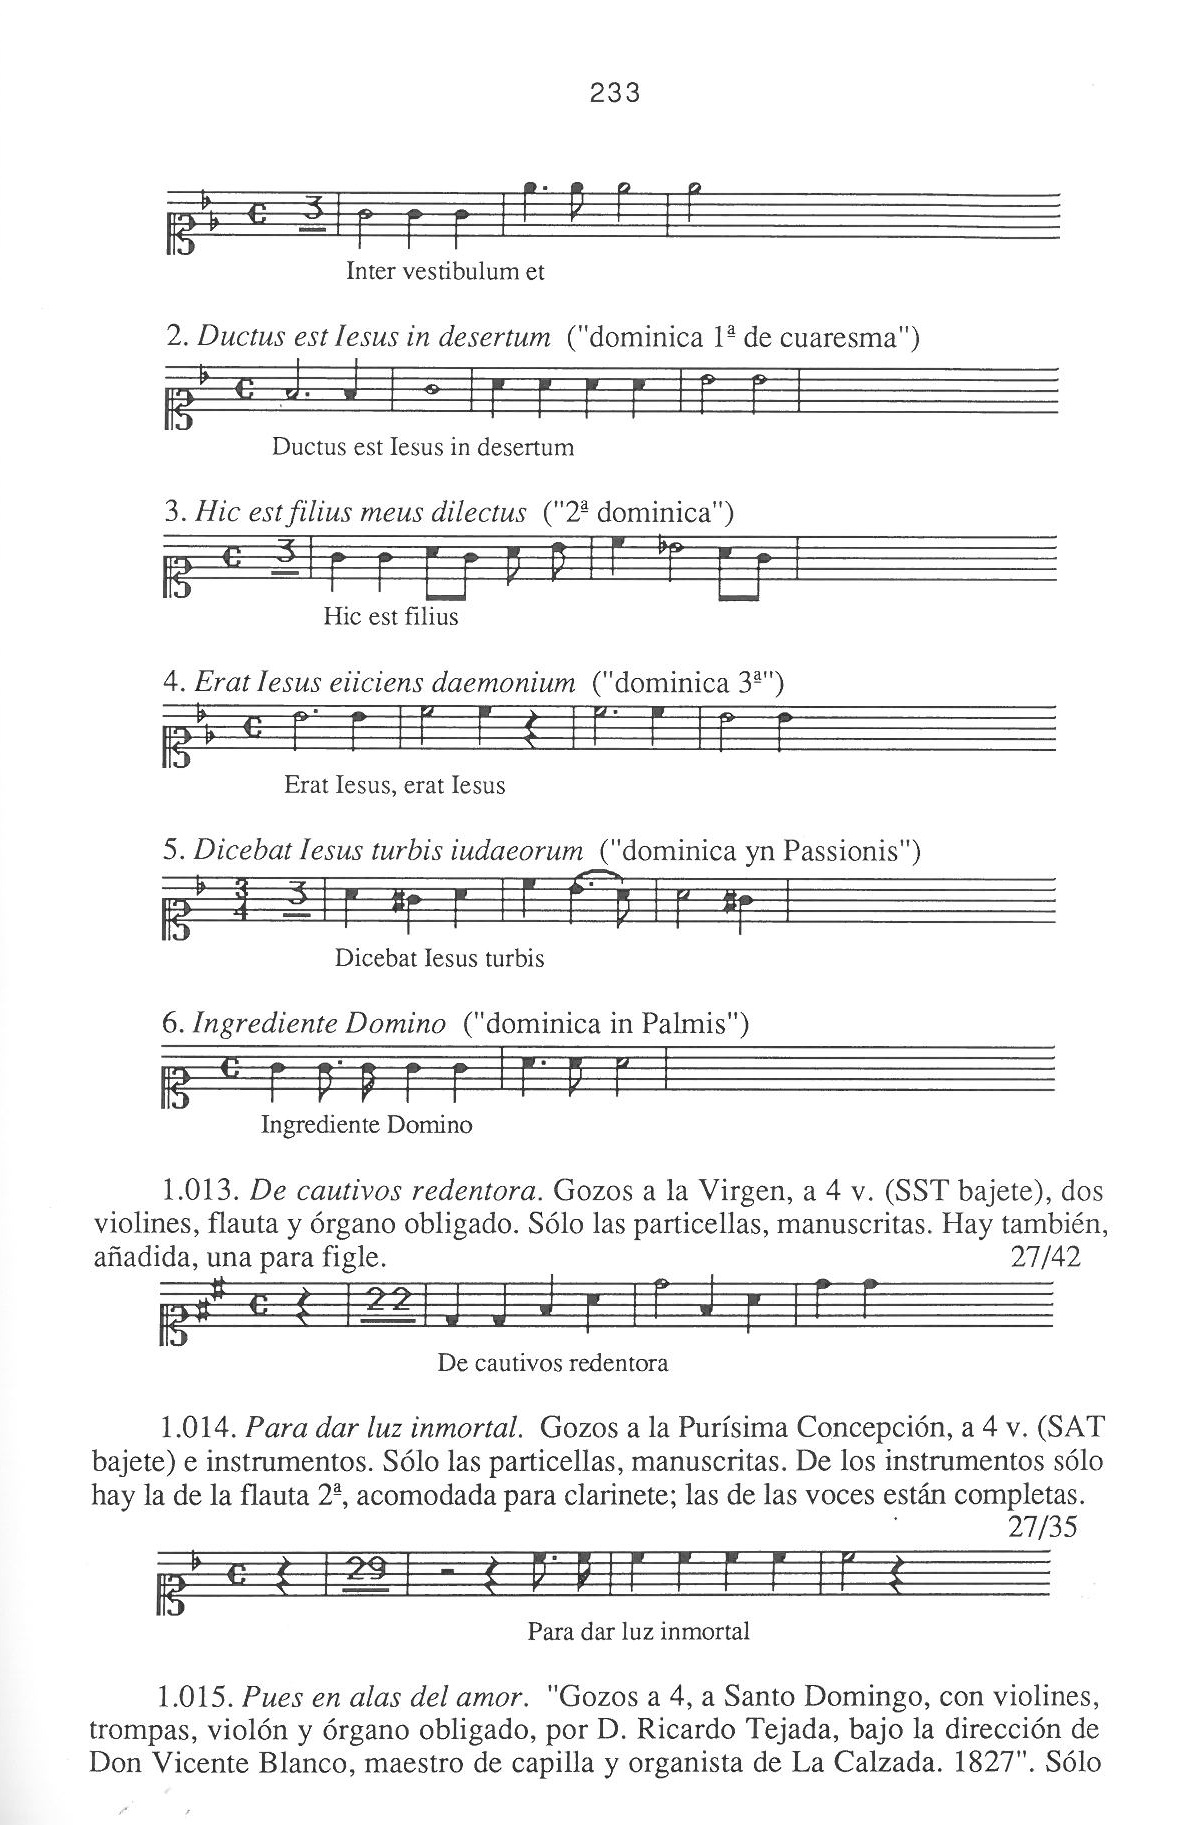 233
3
Inter vestibulum et
2. Ductus est Iesus in desertum ("dominica 1ª de cuaresma")
Ductus est Iesus in desertum
3. Hic est filius meus dilectus ("2ª dominica")
3
Hic est filius
4. Erat Iesus eiiciens daemonium ("dominica 3ª")
Erat Iesus, erat Iesus
5. Dicebat Iesus turbis iudaeorum ("dominica yn Passionis")
3 4 3
Dicebat Iesus turbis
6. Ingrediente Domino ("dominica in Palmis")
Ingrediente Domino
1.013. De cautivos redentora. Gozos a la Virgen, a 4 v. (SST bajete), dos
violines, flauta y órgano obligado. Sólo las particellas, manuscritas. Hay también,
añadida, una para figle. 27/42
22
De cautivos redentora
1.014. Para dar luz inmortal. Gozos a la Purísima Concepción, a 4 v. (SAT
bajete) e instrumentos. Sólo las particellas, manuscritas. De los instrumentos sólo
hay la de la flauta 2ª, acomodada para clarinete; las de las voces están completas.
27/35
29
Para dar luz inmortal
1.015. Pues en alas del amor. "Gozos a 4, a Santo Domingo, con violines,
trompas, violón y órgano obligado, por D. Ricardo Tejada, bajo la dirección de
Don Vicente Blanco, maestro de capilla y organista de La Calzada. 1827". Sólo